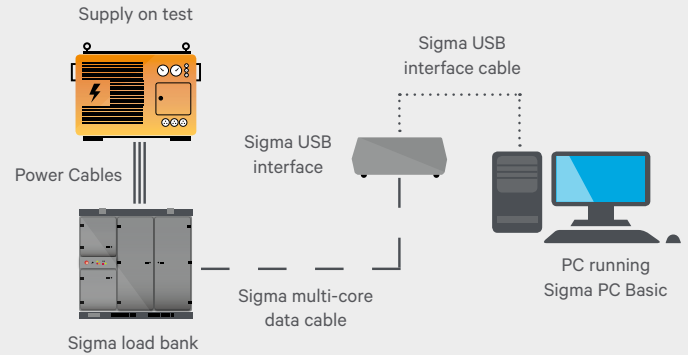 Supply on test
Sigma USB
interface cable
Sigma USB
interface
Power Cables
Sigma multi-core
data cable
PC running
Sigma PC Basic
Sigma load bank